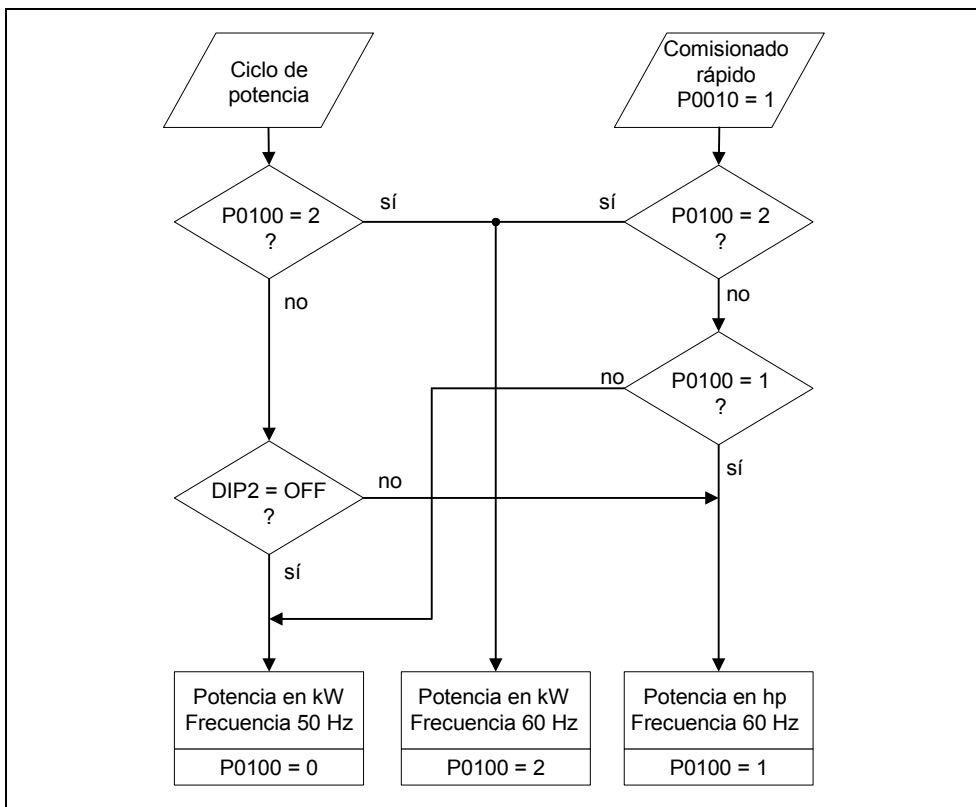 Ciclo de
potencia
Comisionado
rápido
P0010 = 1
P0100 = 2
?
sí
sí
P0100 = 2
?
no
no
no
P0100 = 1
?
sí
DIP2 = OFF
?
no
sí
Potencia en kW
Frecuencia 50 Hz
P0100 = 0
Potencia en kW
Frecuencia 60 Hz
P0100 = 2
Potencia en hp
Frecuencia 60 Hz
P0100 = 1